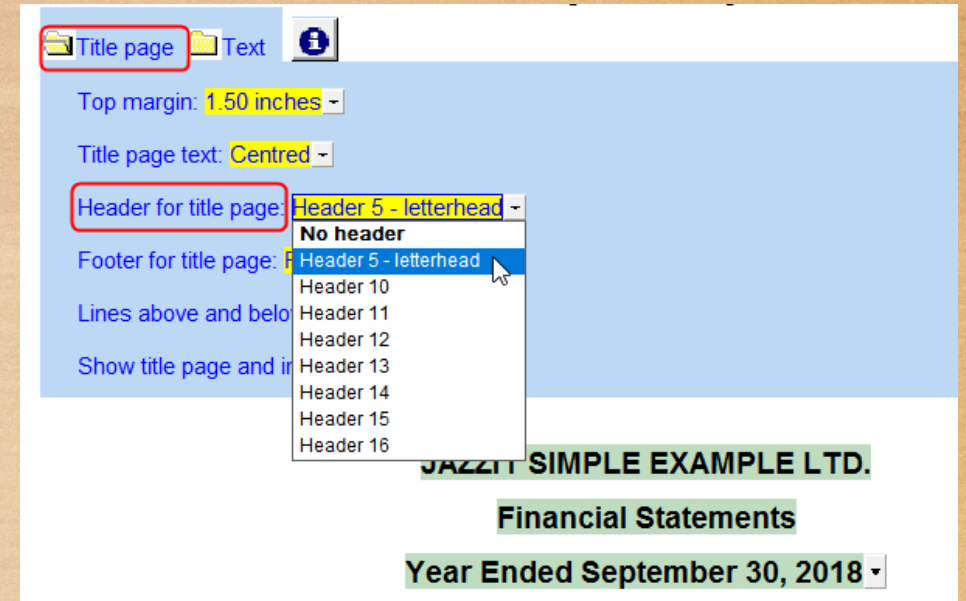 Title page Text
Top margin: 1.50 inches
Title page text: Centred
Header for title page: Header 5 - letterhead
No header
Footer for title page:
Header 5 - letterhead
Header 10
Lines above and belo
Header 11
Header 12
Header 13
Show title page and i
Header 14
Header 15
Header 16
JAZZIT SIMPLE EXAMPLE LTD.
Financial Statements
Year Ended September 30, 2018